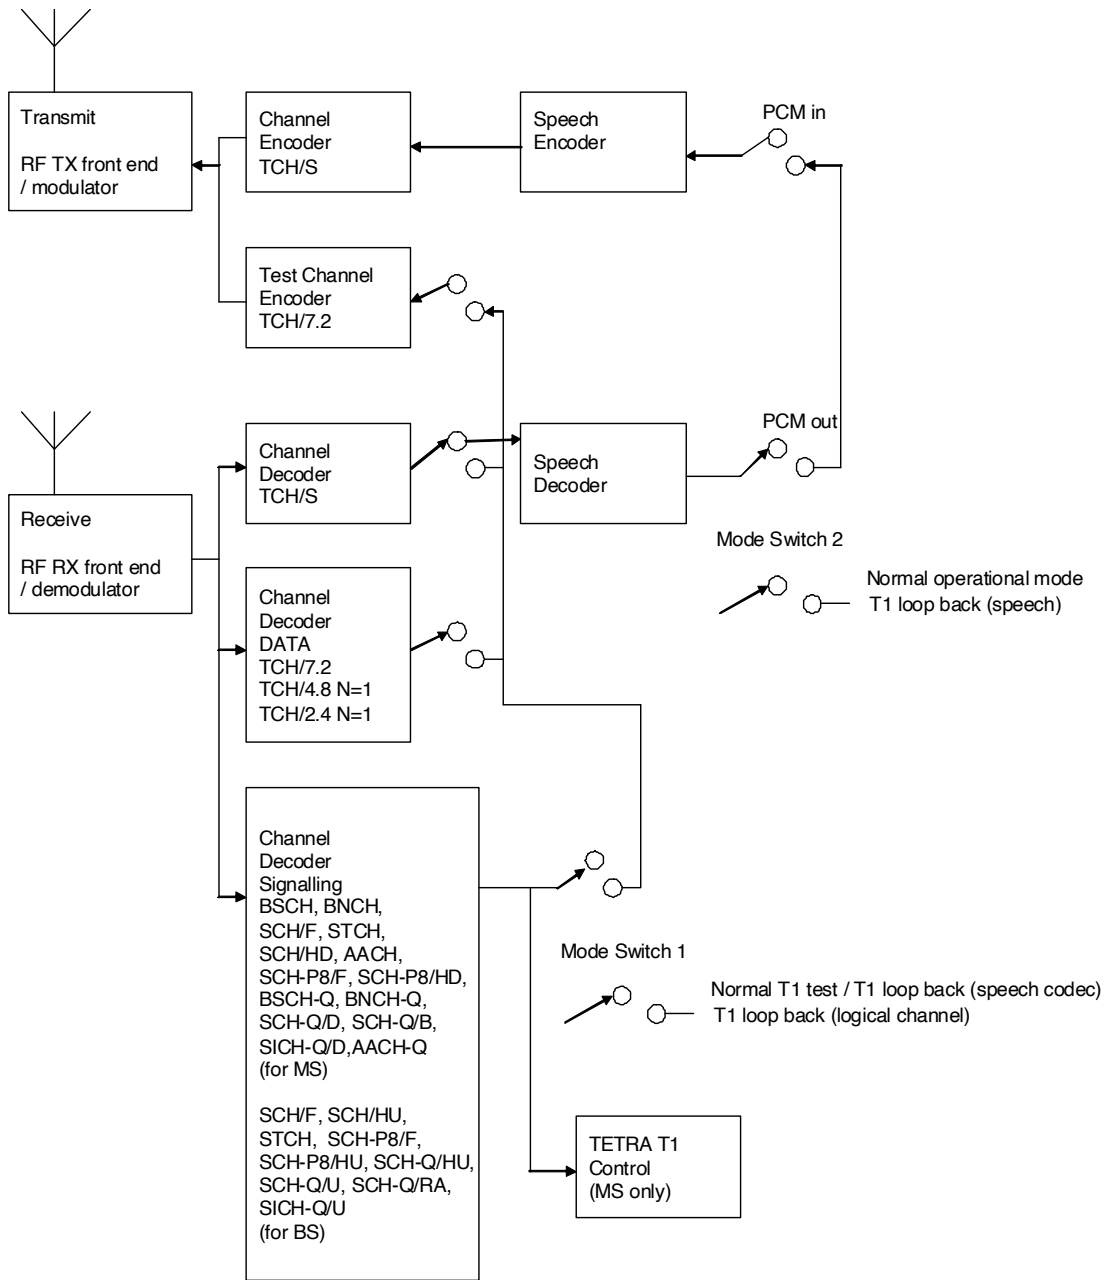 Transmit
RF TX front end
/ modulator
Channel
Encoder
TCH/S
Speech
Encoder
PCM in
Test Channel
Encoder
TCH/7.2
Receive
RF RX front end
/ demodulator
Channel
Decoder
TCH/S
Speech
Decoder
PCM out
Mode Switch 2
Normal operational mode
T1 loop back (speech)
Channel
Decoder
DATA
TCH/7.2
TCH/4.8 N=1
TCH/2.4 N=1
Channel
Decoder
Signalling
BSCH, BNCH,
SCH/F, STCH,
SCH/HD, AACH,
SCH-P8/F, SCH-P8/HD,
BSCH-Q, BNCH-Q,
SCH-Q/D, SCH-Q/B,
SICH-Q/D,AACH-Q
(for MS)
SCH/F, SCH/HU,
STCH, SCH-P8/F,
SCH-P8/HU, SCH-Q/HU,
SCH-Q/U, SCH-Q/RA,
SICH-Q/U
(for BS)
Mode Switch 1
Normal T1 test / T1 loop back (speech codec)
T1 loop back (logical channel)
TETRA T1
Control
(MS only)